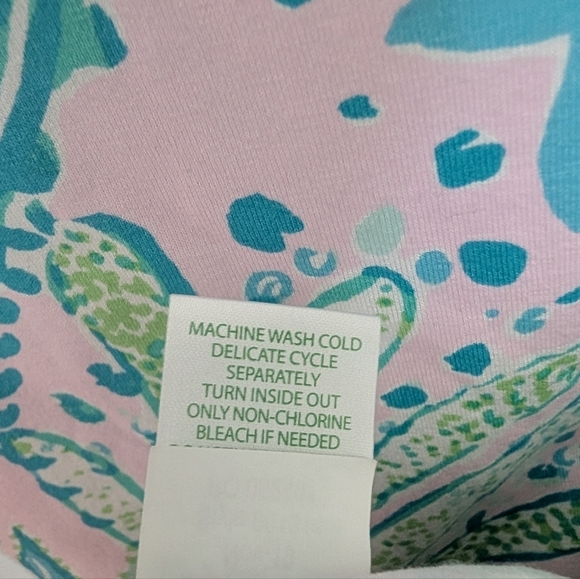 MACHINE WASH COLD
DELICATE CYCLE
SEPARATELY
TURN INSIDE OUT
ONLY NON-CHLORINE
BLEACH IF NEEDED